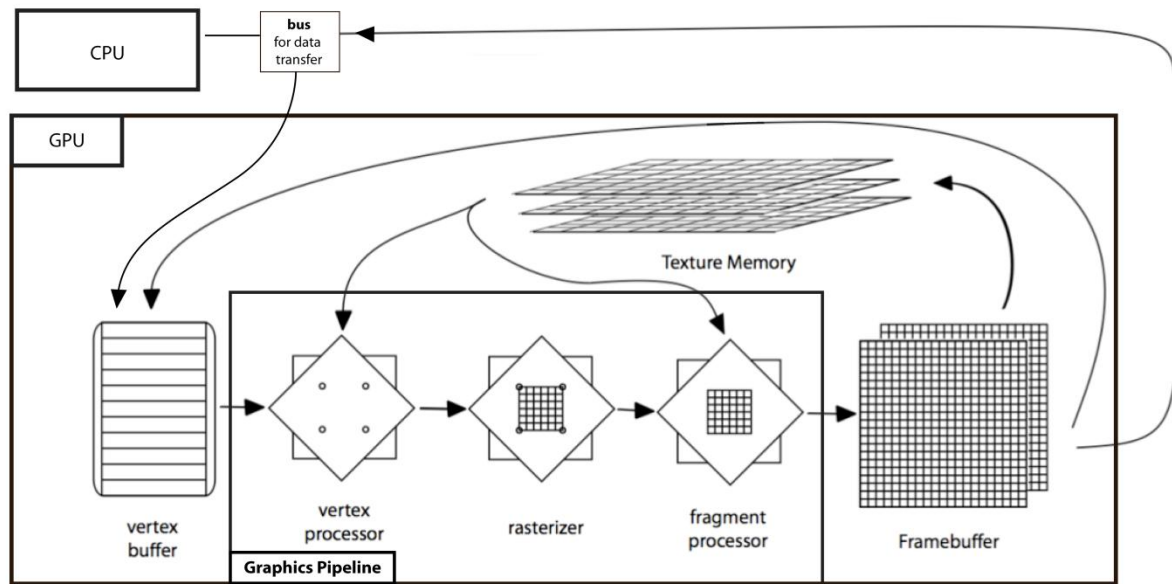 CPU
bus
for data
transfer
GPU
Texture Memory
vertex
buffer
vertex
processor
rasterizer
fragment
processor
Framebuffer
Graphics Pipeline